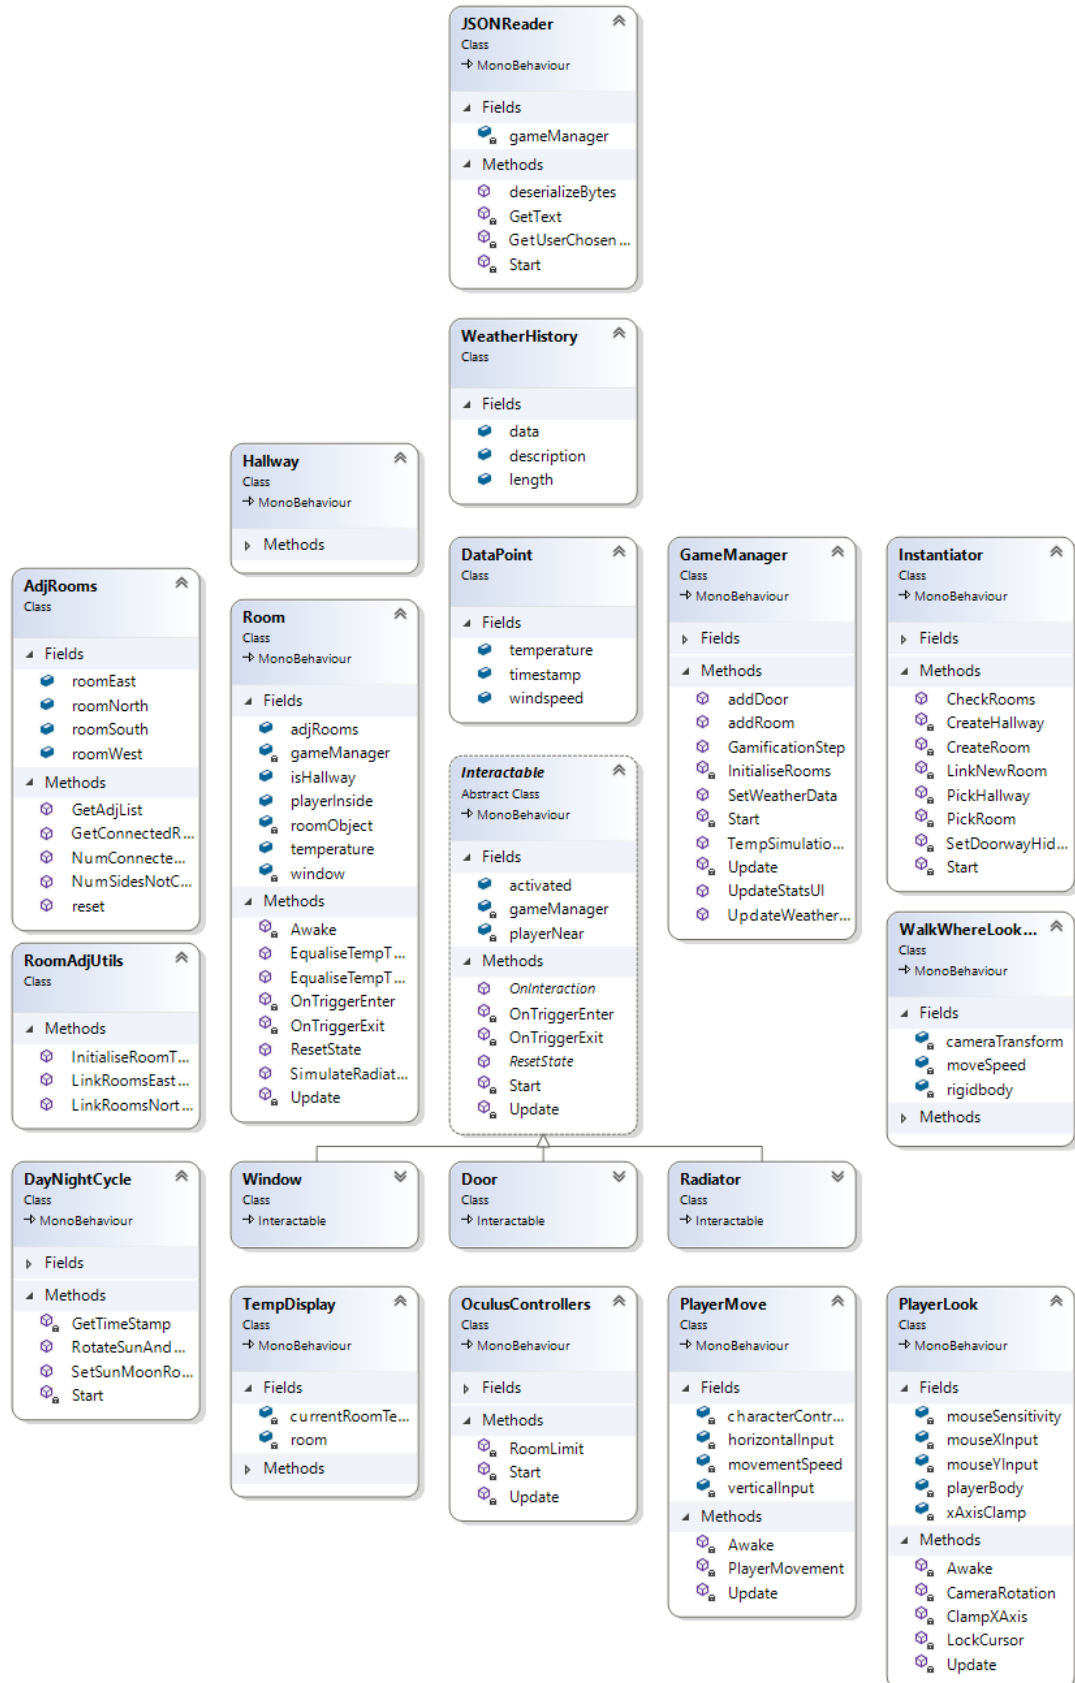 JSONReader
Class
MonoBehaviour
Fields
gameManager
Methods
deserializeBytes
GetText
GetUserChosen ...
Start
WeatherHistory
Class
Fields
data
description
length
Hallway
Class
MonoBehaviour
Methods
DataPoint
Class
Fields
temperature
timestamp
windspeed
GameManager
Class
MonoBehaviour
Fields
Methods
addDoor
addRoom
GamificationStep
InitialiseRooms
SetWeatherData
Start
TempSimulatio...
Update
UpdateStatsUI
UpdateWeather...
Instantiator
Class
MonoBehaviour
Fields
Methods
CheckRooms
CreateHallway
CreateRoom
LinkNewRoom
PickHallway
PickRoom
SetDoorwayHid...
Start
AdjRooms
Class
Fields
roomEast
roomNorth
roomSouth
roomWest
Methods
GetAdjList
GetConnectedR...
NumConnecte...
NumSidesNotC...
reset
Room
Class
MonoBehaviour
Fields
adjRooms
gameManager
isHallway
playerInside
roomObject
temperature
window
Methods
Awake
EqualiseTempT...
EqualiseTempT...
OnTriggerEnter
OnTriggerExit
ResetState
SimulateRadiat...
Update
Interactable
Abstract Class
MonoBehaviour
Fields
activated
gameManager
playerNear
Methods
OnInteraction
OnTriggerEnter
OnTriggerExit
ResetState
Start
Update
WalkWhereLook...
Class
MonoBehaviour
Fields
cameraTransform
moveSpeed
rigidbody
Methods
RoomAdjUtils
Class
Methods
InitialiseRoomT...
LinkRoomsEast...
LinkRoomsNort...
DayNightCycle
Class
MonoBehaviour
Fields
Methods
GetTimeStamp
RotateSunAnd ...
SetSunMoonRo...
Start
Window
Class
Interactable
Door
Class
Interactable
Radiator
Class
Interactable
TempDisplay
Class
MonoBehaviour
Fields
currentRoomTe...
room
Methods
OculusControllers
Class
MonoBehaviour
Fields
Methods
RoomLimit
Start
Update
PlayerMove
Class
MonoBehaviour
Fields
characterContr...
horizontalInput
movementSpeed
verticalInput
Methods
Awake
PlayerMovement
Update
PlayerLook
Class
MonoBehaviour
Fields
mouseSensitivity
mouseXInput
mouseYInput
playerBody
xAxisClamp
Methods
Awake
CameraRotation
ClampXAxis
LockCursor
Update